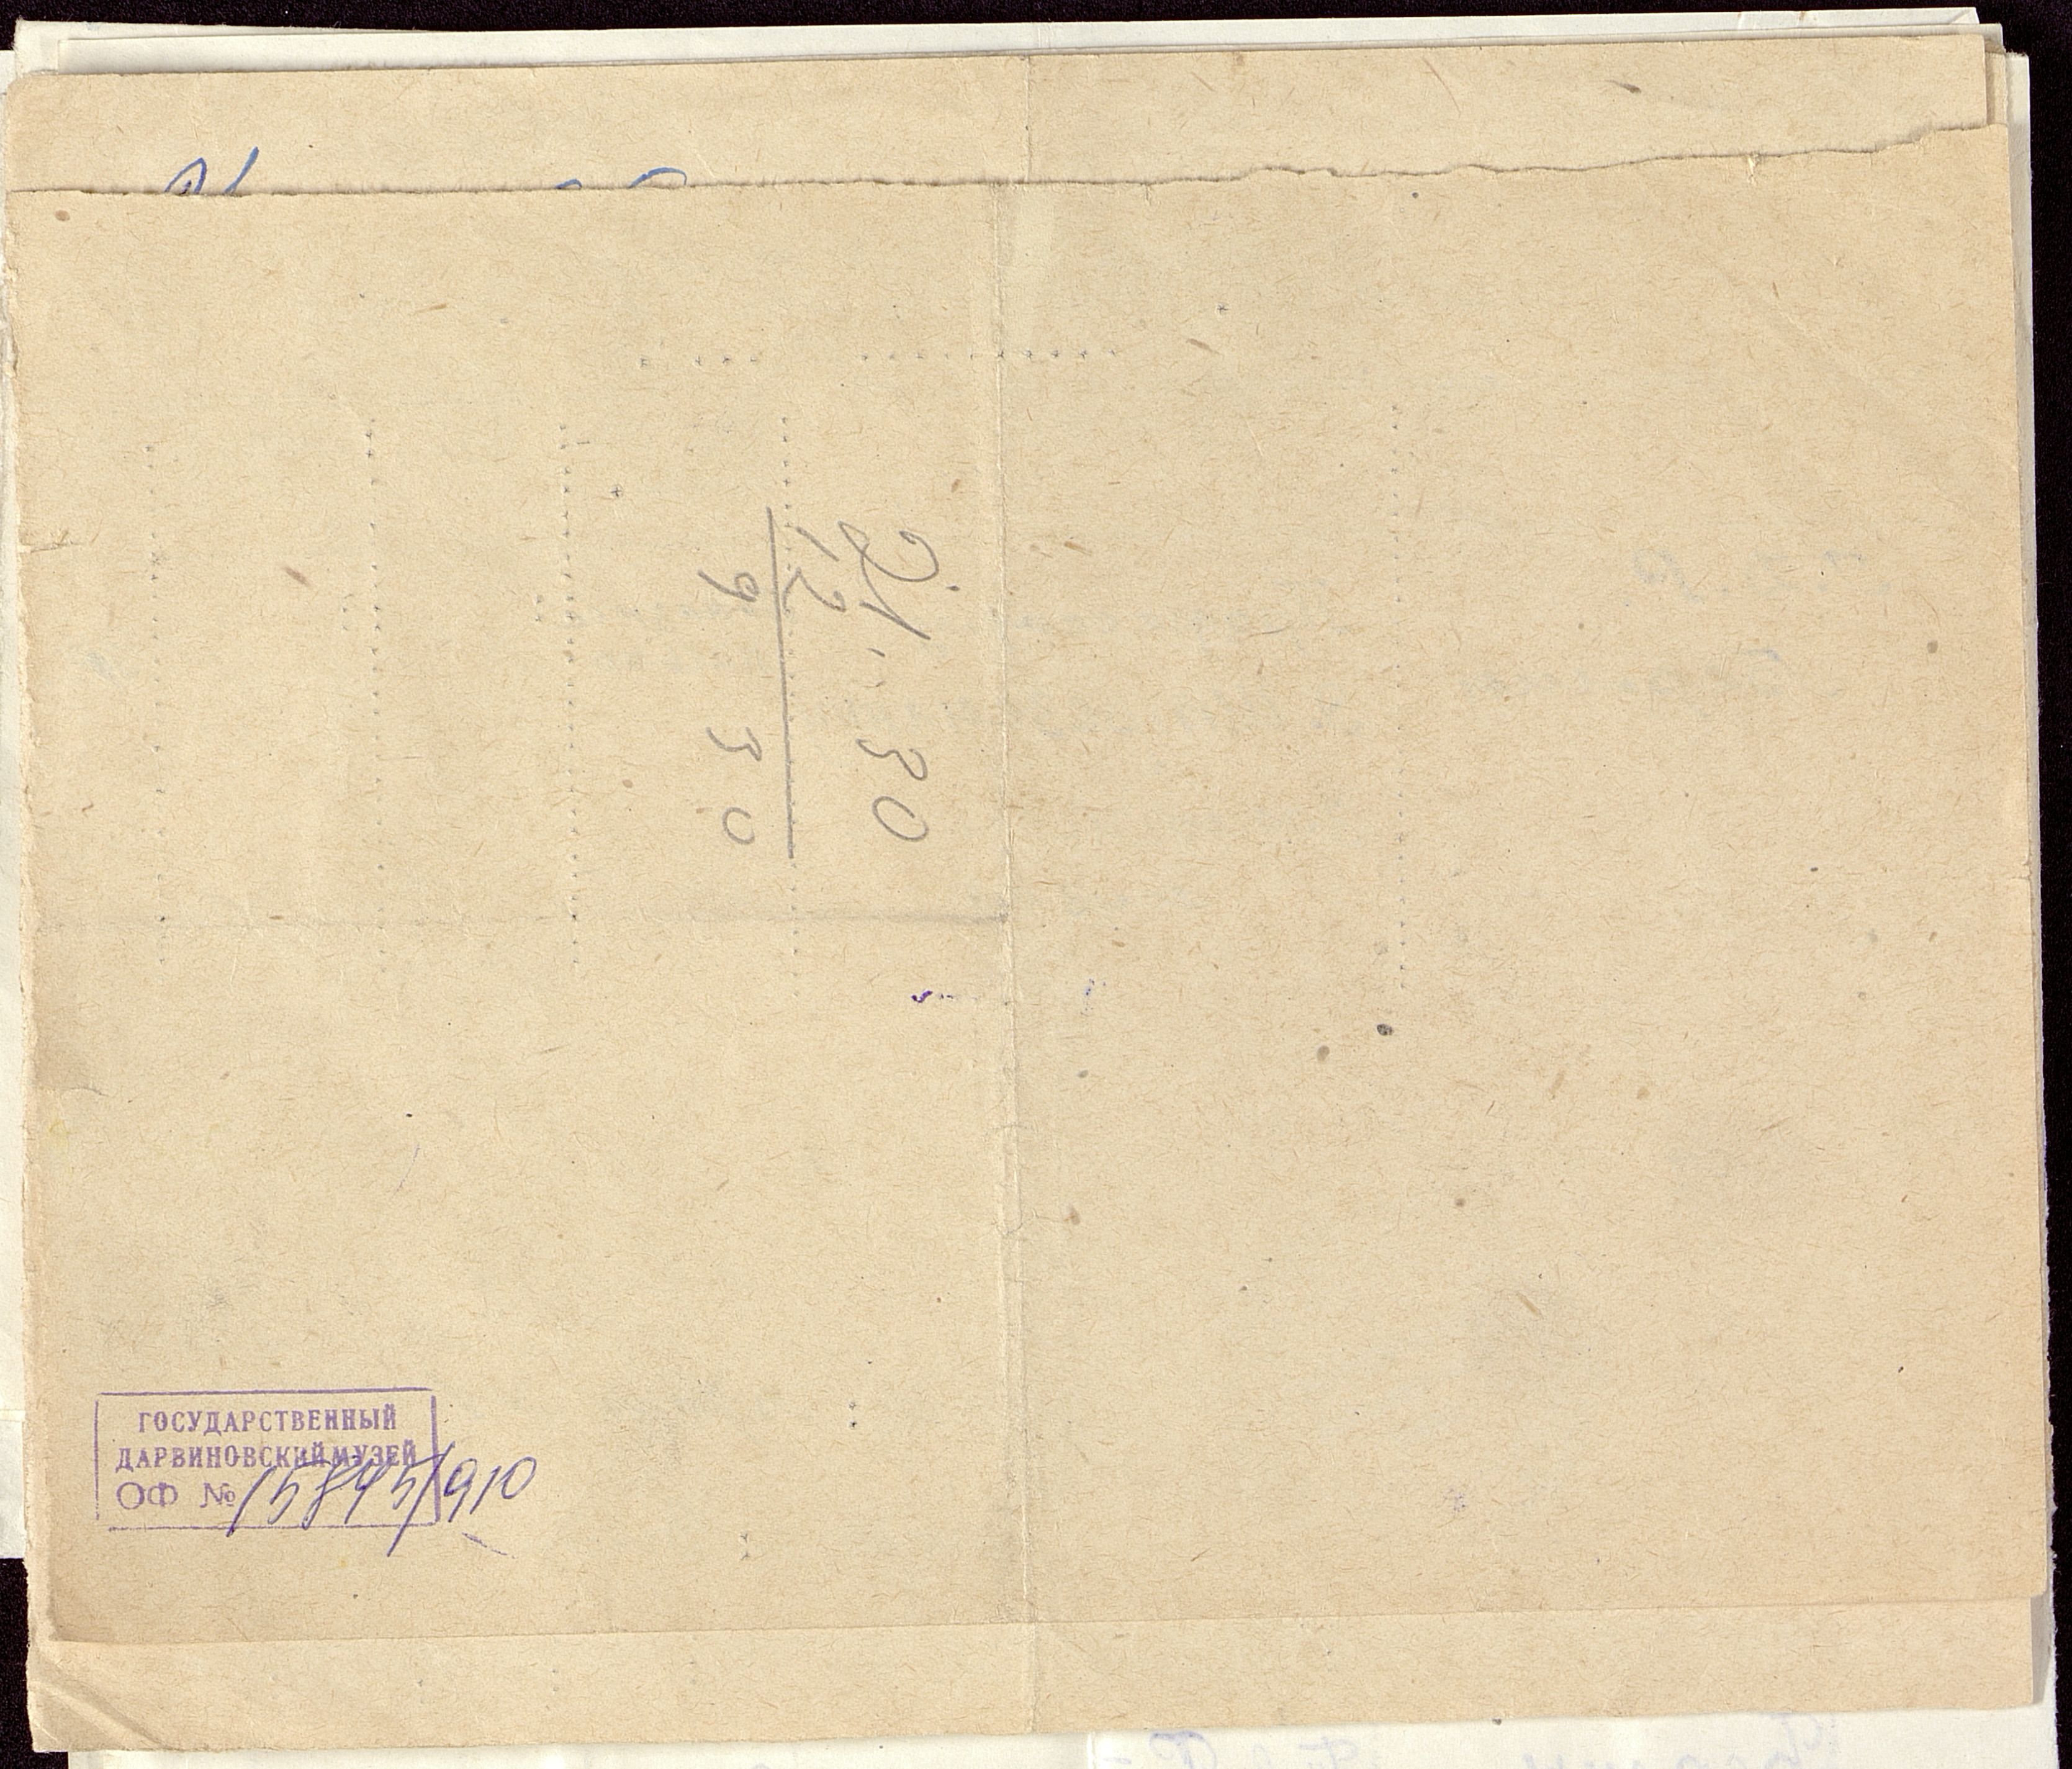 21.30
12
9 30
ГОСУДАРСТВЕННЫЙ
ДАРВИНОВСКИЙ МУЗЕЙ
ОФ № 15845/910